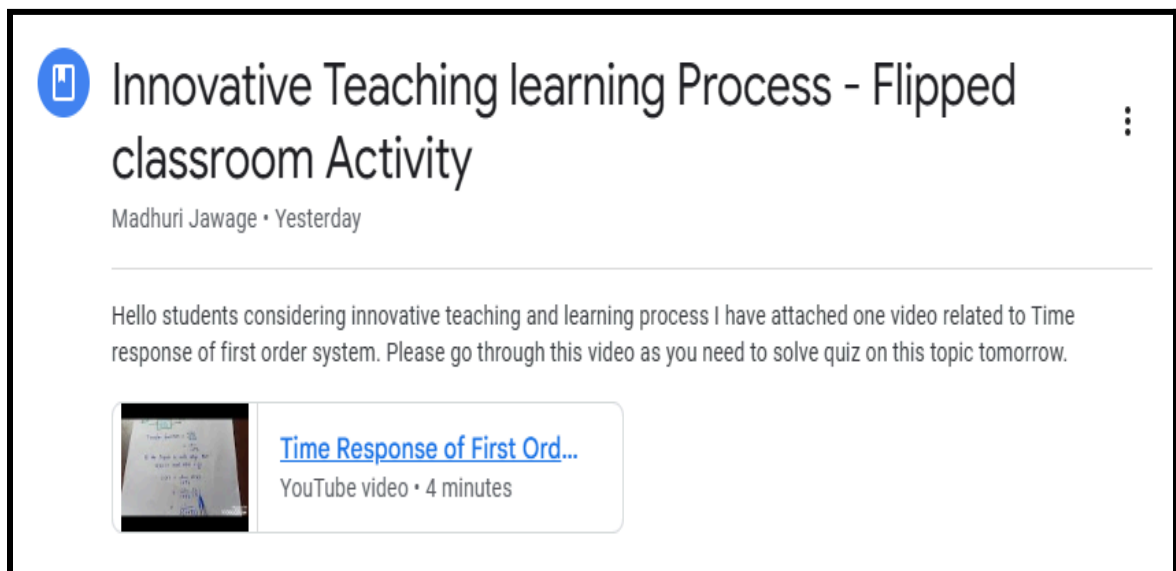 Innovative Teaching learning Process - Flipped
classroom Activity
Madhuri Jawage • Yesterday
Hello students considering innovative teaching and learning process I have attached one video related to Time
response of first order system. Please go through this video as you need to solve quiz on this topic tomorrow.
Time Response of First Ord...
YouTube video • 4 minutes